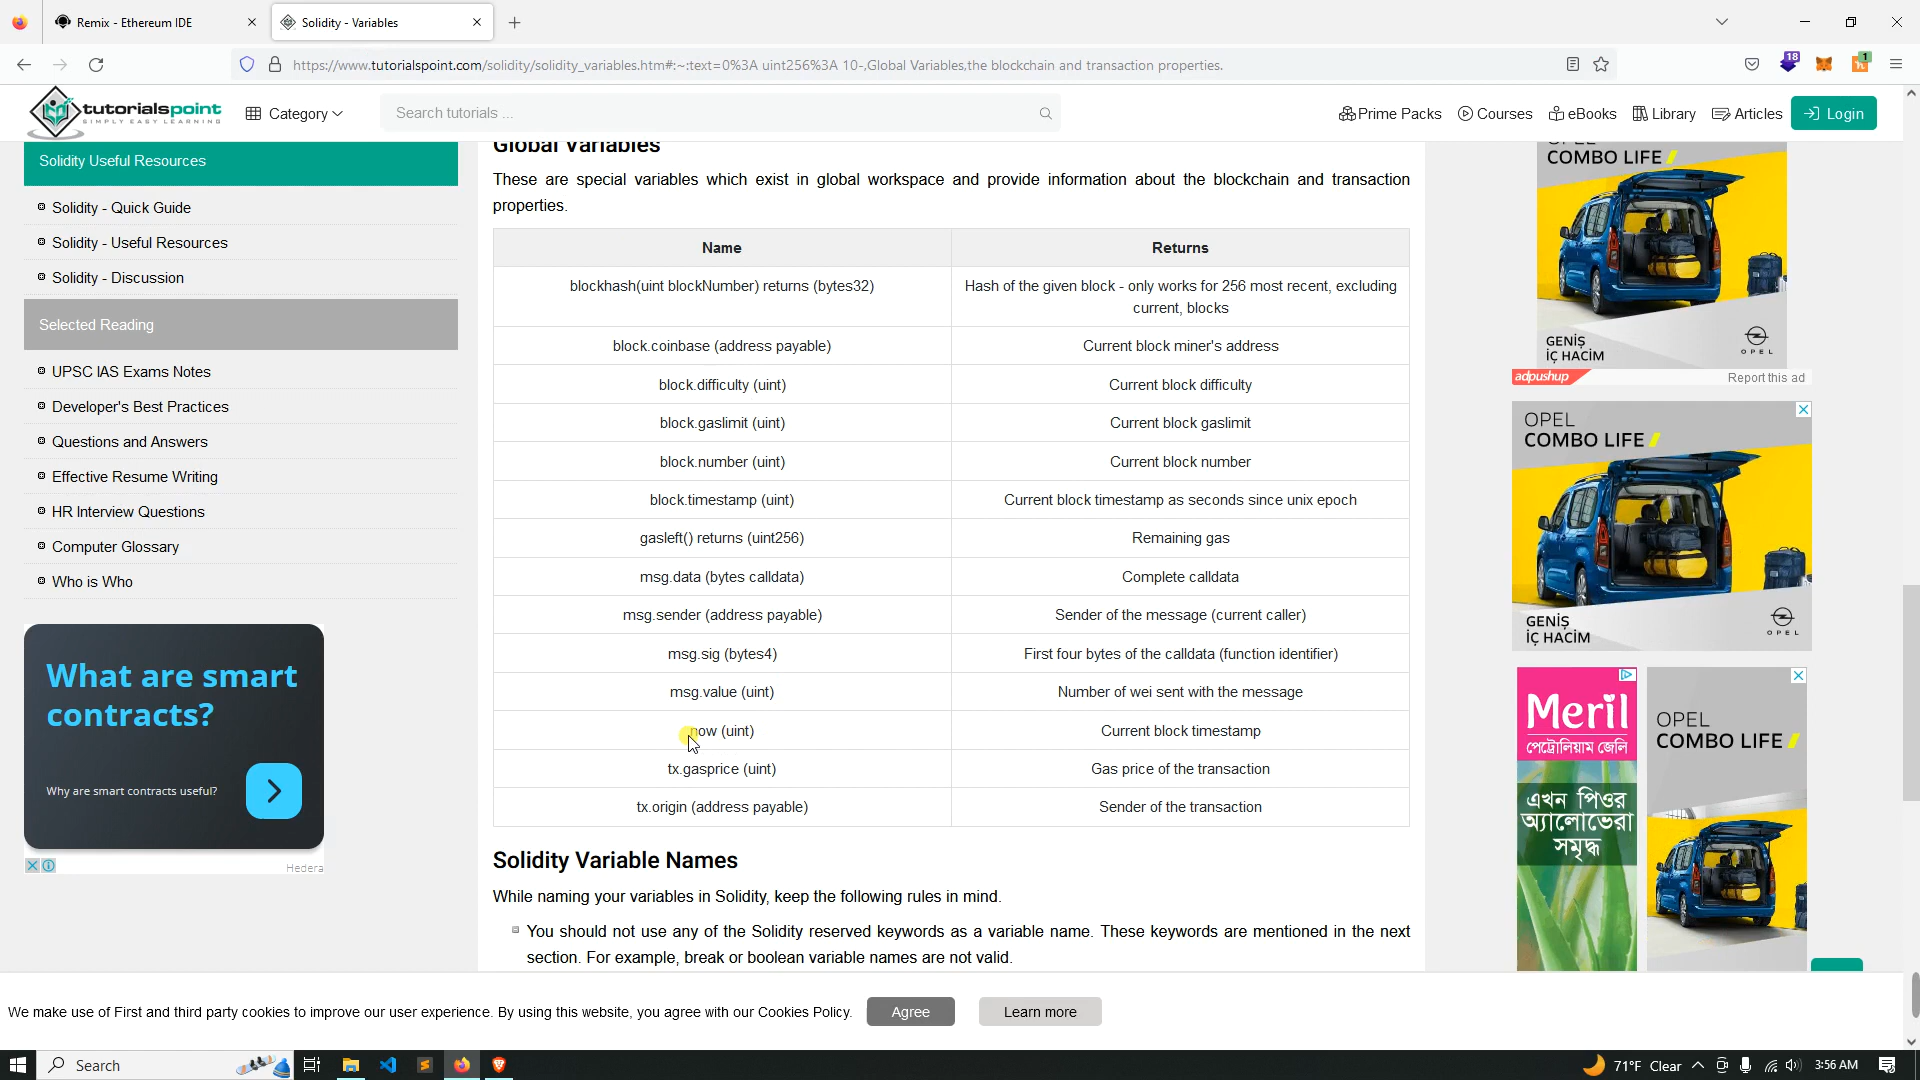 Remix - Ethereum IDE
Solidity - Variables
https://www.tutorialspoint.com/solidity/solidity_variables.htm#:~:text=0%3A uint256%3A 10-,Global Variables,the blockchain and transaction properties.
18
1
tutorialspoint
SIMPLY EASY LEARNING
Category
Search tutorials ...
Prime Packs
Courses
eBooks
Library
Articles
Login
Solidity Useful Resources
Solidity - Quick Guide
Solidity - Useful Resources
Solidity - Discussion
Selected Reading
UPSC IAS Exams Notes
Developer's Best Practices
Questions and Answers
Effective Resume Writing
HR Interview Questions
Computer Glossary
Who is Who
What are smart
contracts?
Why are smart contracts useful?
Hedera
Global Variables
These are special variables which exist in global workspace and provide information about the blockchain and transaction
properties.
Name Returns
blockhash(uint blockNumber) returns (bytes32) Hash of the given block - only works for 256 most recent, excluding
current, blocks
block.coinbase (address payable) Current block miner's address
block.difficulty (uint) Current block difficulty
block.gaslimit (uint) Current block gaslimit
block.number (uint) Current block number
block.timestamp (uint) Current block timestamp as seconds since unix epoch
gasleft() returns (uint256) Remaining gas
msg.data (bytes calldata) Complete calldata
msg.sender (address payable) Sender of the message (current caller)
msg.sig (bytes4) First four bytes of the calldata (function identifier)
msg.value (uint) Number of wei sent with the message
now (uint) Current block timestamp
tx.gasprice (uint) Gas price of the transaction
tx.origin (address payable) Sender of the transaction
Solidity Variable Names
While naming your variables in Solidity, keep the following rules in mind.
You should not use any of the Solidity reserved keywords as a variable name. These keywords are mentioned in the next
section. For example, break or boolean variable names are not valid.
OPEL
COMBO LIFE
GENİŞ
İÇ HACİM
OPEL
adpushup
Report this ad
OPEL
COMBO LIFE
GENİŞ
İÇ HACİM
OPEL
Meril
পেট্রোলিয়াম জেলি
এখন পিওর
অ্যালোভেরা
সমৃদ্ধ
OPEL
COMBO LIFE
We make use of First and third party cookies to improve our user experience. By using this website, you agree with our Cookies Policy.
Agree
Learn more
Search
71°F Clear
3:56 AM